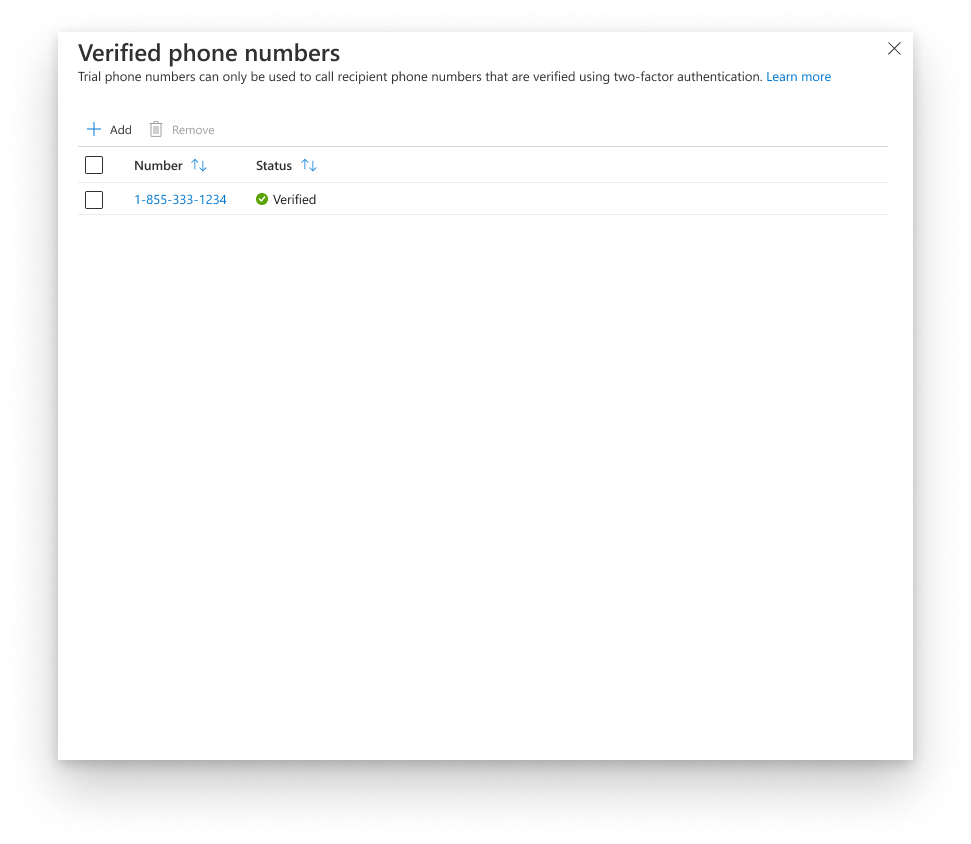 Verified phone numbers
Trial phone numbers can only be used to call recipient phone numbers that are verified using two-factor authentication. Learn more
Add Remove
Number Status
1-855-333-1234 Verified